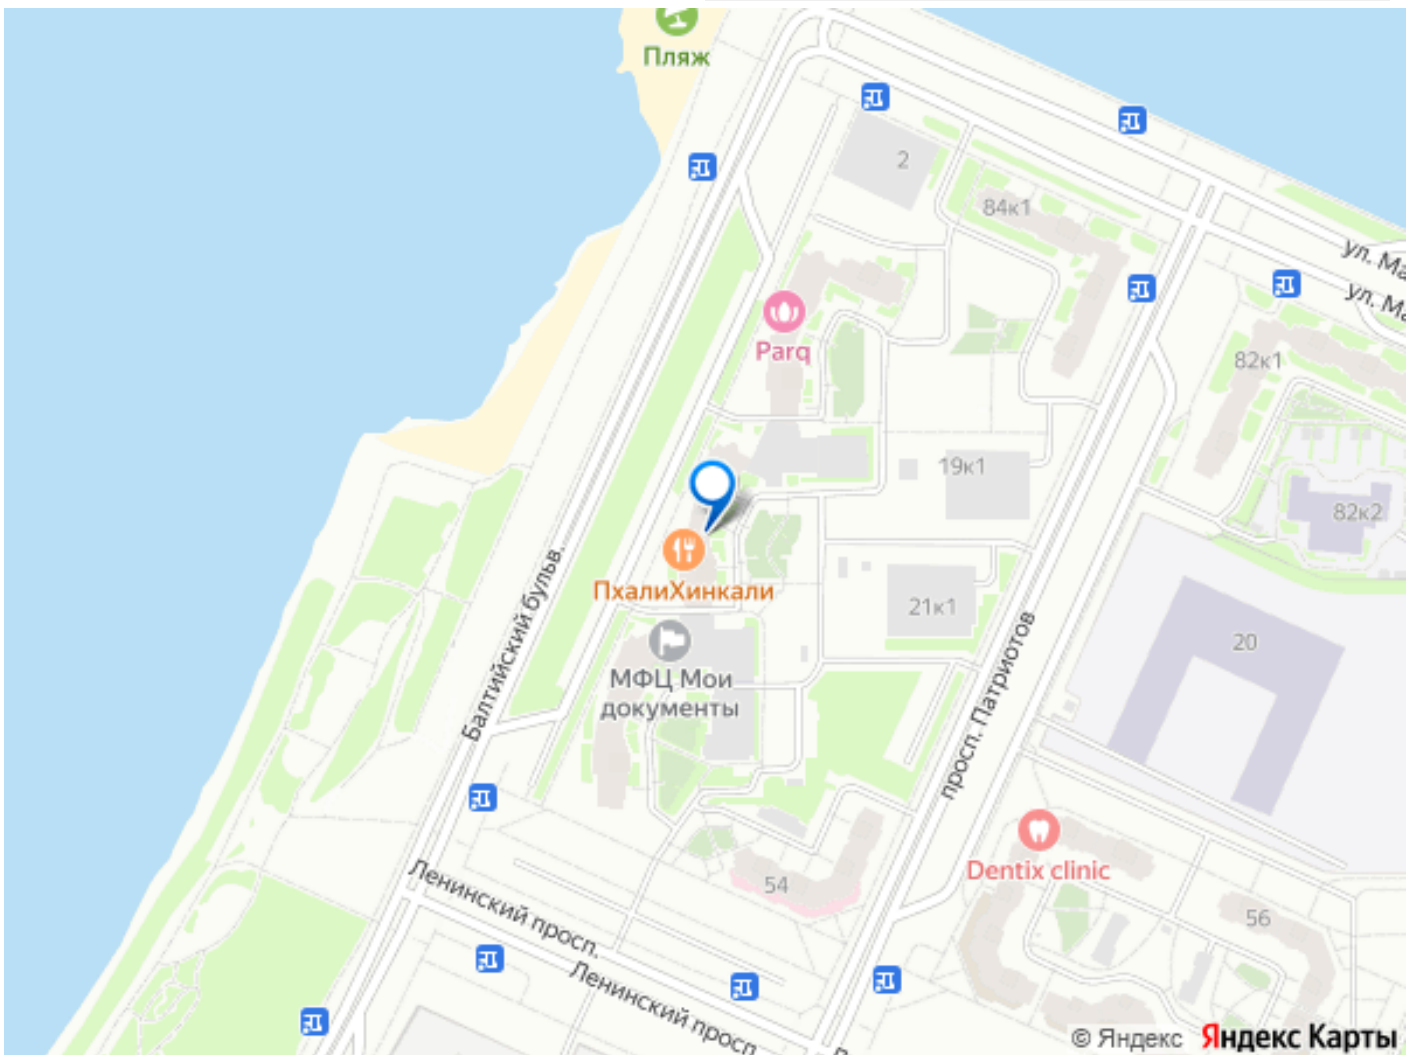 Пляж
2
84к1
ул. Ма
ул. Ма
Parq
82к1
19к1
82к2
ПхалиХинкали
21к1
Балтийский бульв.
МФЦ Мои
документы
просп. Патриотов
20
Dentix clinic
54
56
Ленинский просп.
Ленинский просп.
© Яндекс Яндекс Карты